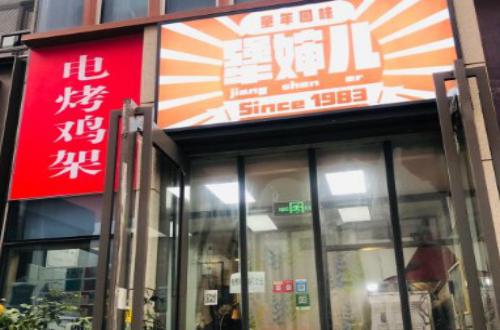 童年回味
犟婶儿
jiang shen er
Since 1983
电烤鸡架